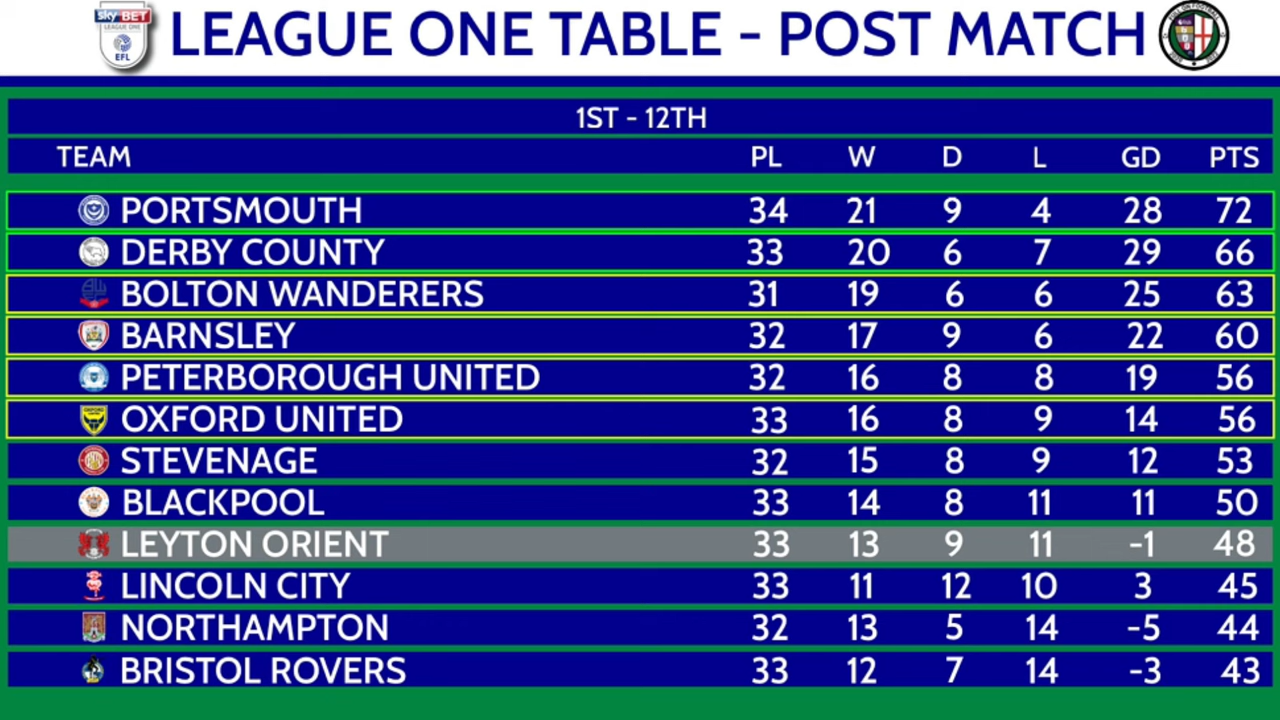 sky BET
LEAGUE ONE
EFL
LEAGUE ONE TABLE - POST MATCH
1ST - 12TH
TEAM PL W D L GD PTS
PORTSMOUTH 34 21 9 4 28 72
DERBY COUNTY 33 20 6 7 29 66
BOLTON WANDERERS 31 19 6 6 25 63
BARNSLEY 32 17 9 6 22 60
PETERBOROUGH UNITED 32 16 8 8 19 56
OXFORD UNITED 33 16 8 9 14 56
STEVENAGE 32 15 8 9 12 53
BLACKPOOL 33 14 8 11 11 50
LEYTON ORIENT 33 13 9 11 -1 48
LINCOLN CITY 33 11 12 10 3 45
NORTHAMPTON 32 13 5 14 -5 44
BRISTOL ROVERS 33 12 7 14 -3 43